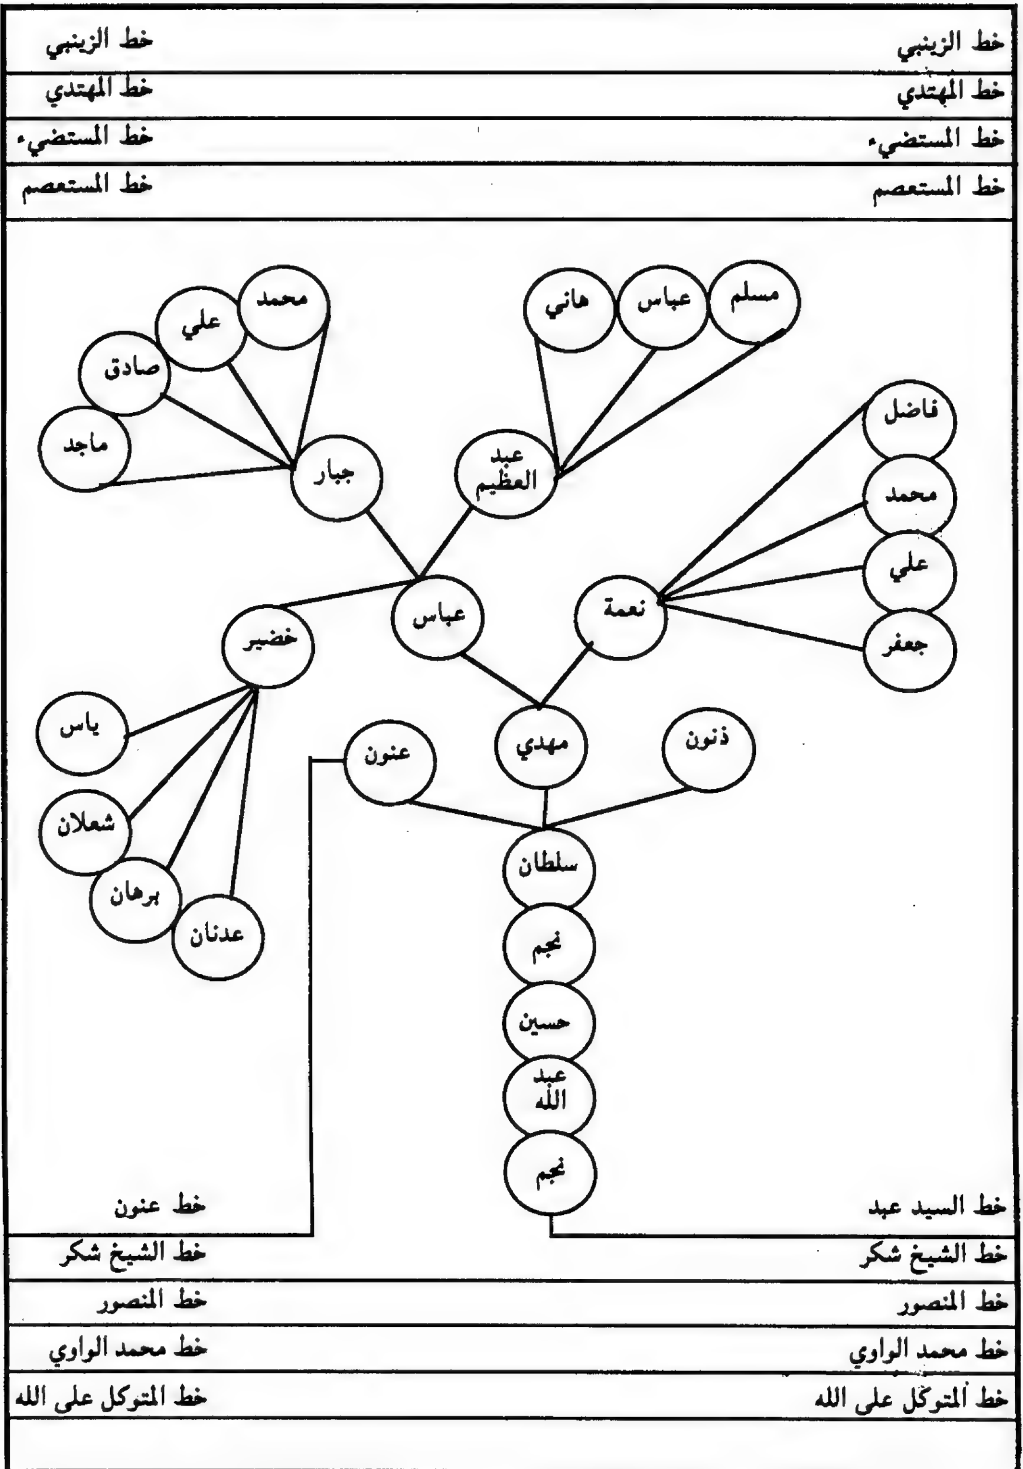 خط الزينبي
خط الزينبي
خط المهتدي
خط المهتدي
خط المستضيء
خط المستضيء
خط المستعصم
خط المستعصم
مسلم
عباس
هاني
محمد
علي
صادق
ماجد
فاضل
محمد
علي
جعفر
عبد
العظيم
جبار
نعمة
عباس
خضير
ياس
شعلان
برهان
عدنان
ذنون
مهدي
عنون
سلطان
نجم
حسين
عبد
الله
نجم
خط السيد عبد
خط عنون
خط الشيخ شكر
خط الشيخ شكر
خط المنصور
خط المنصور
خط محمد الواوي
خط محمد الواوي
خط المتوكل على الله
خط المتوكل على الله